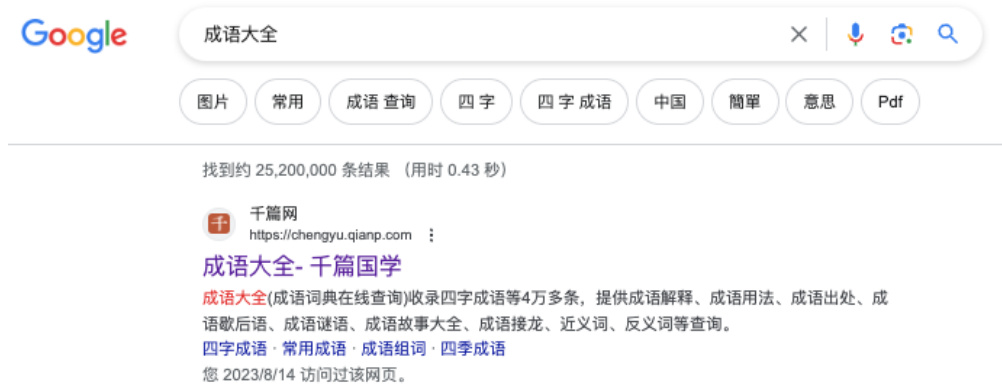 Google
成语大全
图片 常用 成语 查询 四 字 四 字 成语 中国 簡單 意思 Pdf
找到约 25,200,000 条结果 （用时 0.43 秒）
千
千篇网
https://chengyu.qianp.com
成语大全- 千篇国学
成语大全(成语词典在线查询)收录四字成语等4万多条，提供成语解释、成语用法、成语出处、成
语歇后语、成语谜语、成语故事大全、成语接龙、近义词、反义词等查询。
四字成语 · 常用成语 · 成语组词 · 四季成语
您 2023/8/14 访问过该网页。